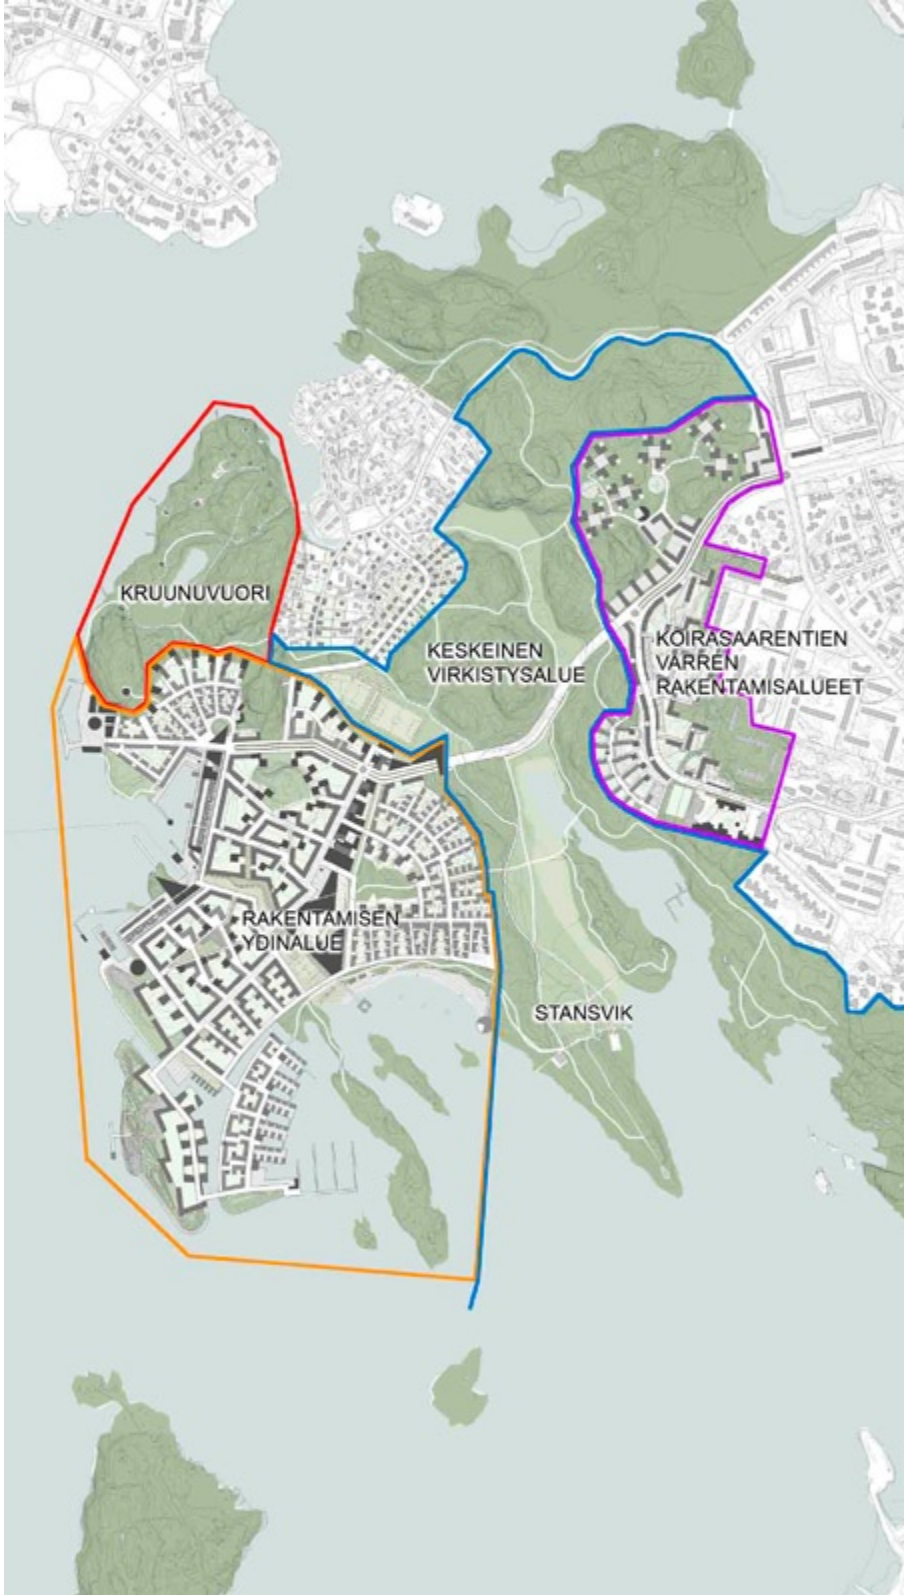 KRUUNUVUORI
KESKEINEN
VIRKISTYSALUE
KOIRASAARENTIEN
VARREN
RAKENTAMISALUEET
RAKENTAMISEN
YDINALUE
STANSVIK